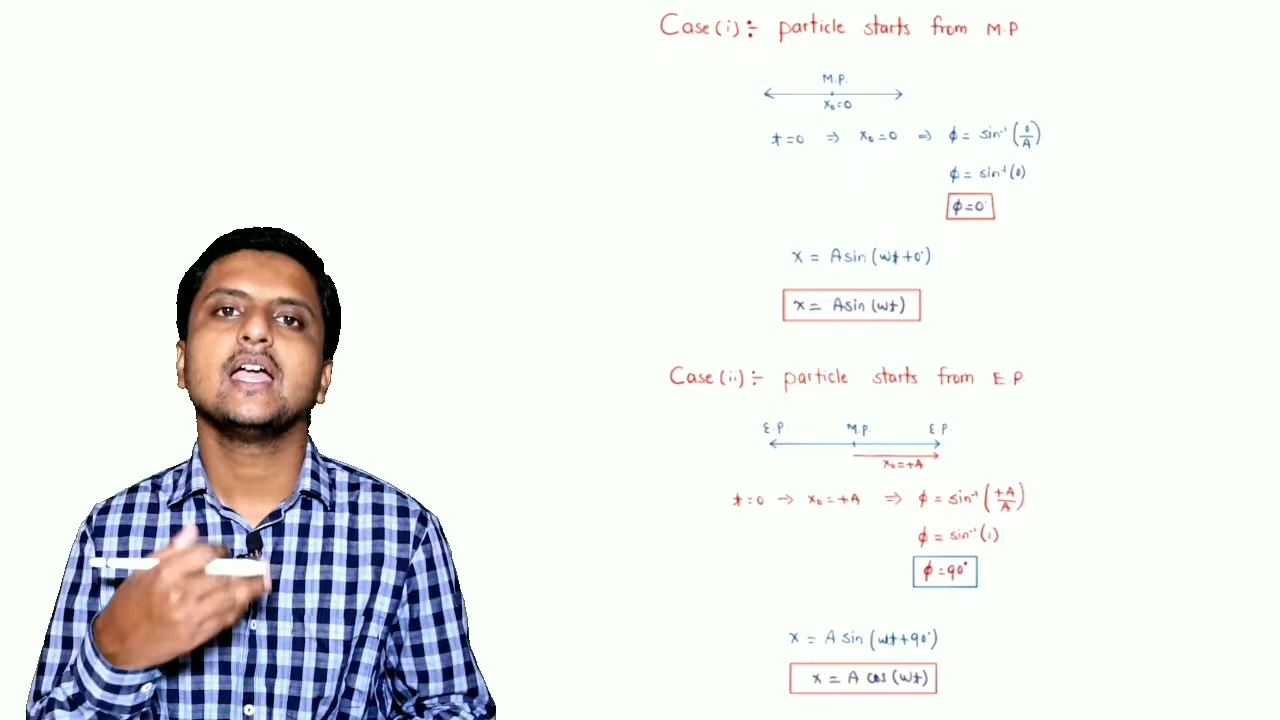 Case (i) ÷ particle starts from M.P
M.P.
x₀=0
t=0 ⇒ x₀=0 ⇒ ϕ = sin⁻¹(0/A)
ϕ = sin⁻¹(0)
ϕ=0°
x = A sin (ωt+0°)
x = A sin (ωt)
Case (ii) ÷ particle starts from E.P.
E.P. M.P. E.P.
x₀=+A
t=0 → x₀=+A ⇒ ϕ = sin⁻¹(+A/A)
ϕ = sin⁻¹(1)
ϕ=90°
x = A sin (ωt+90°)
x = A cos (ωt)